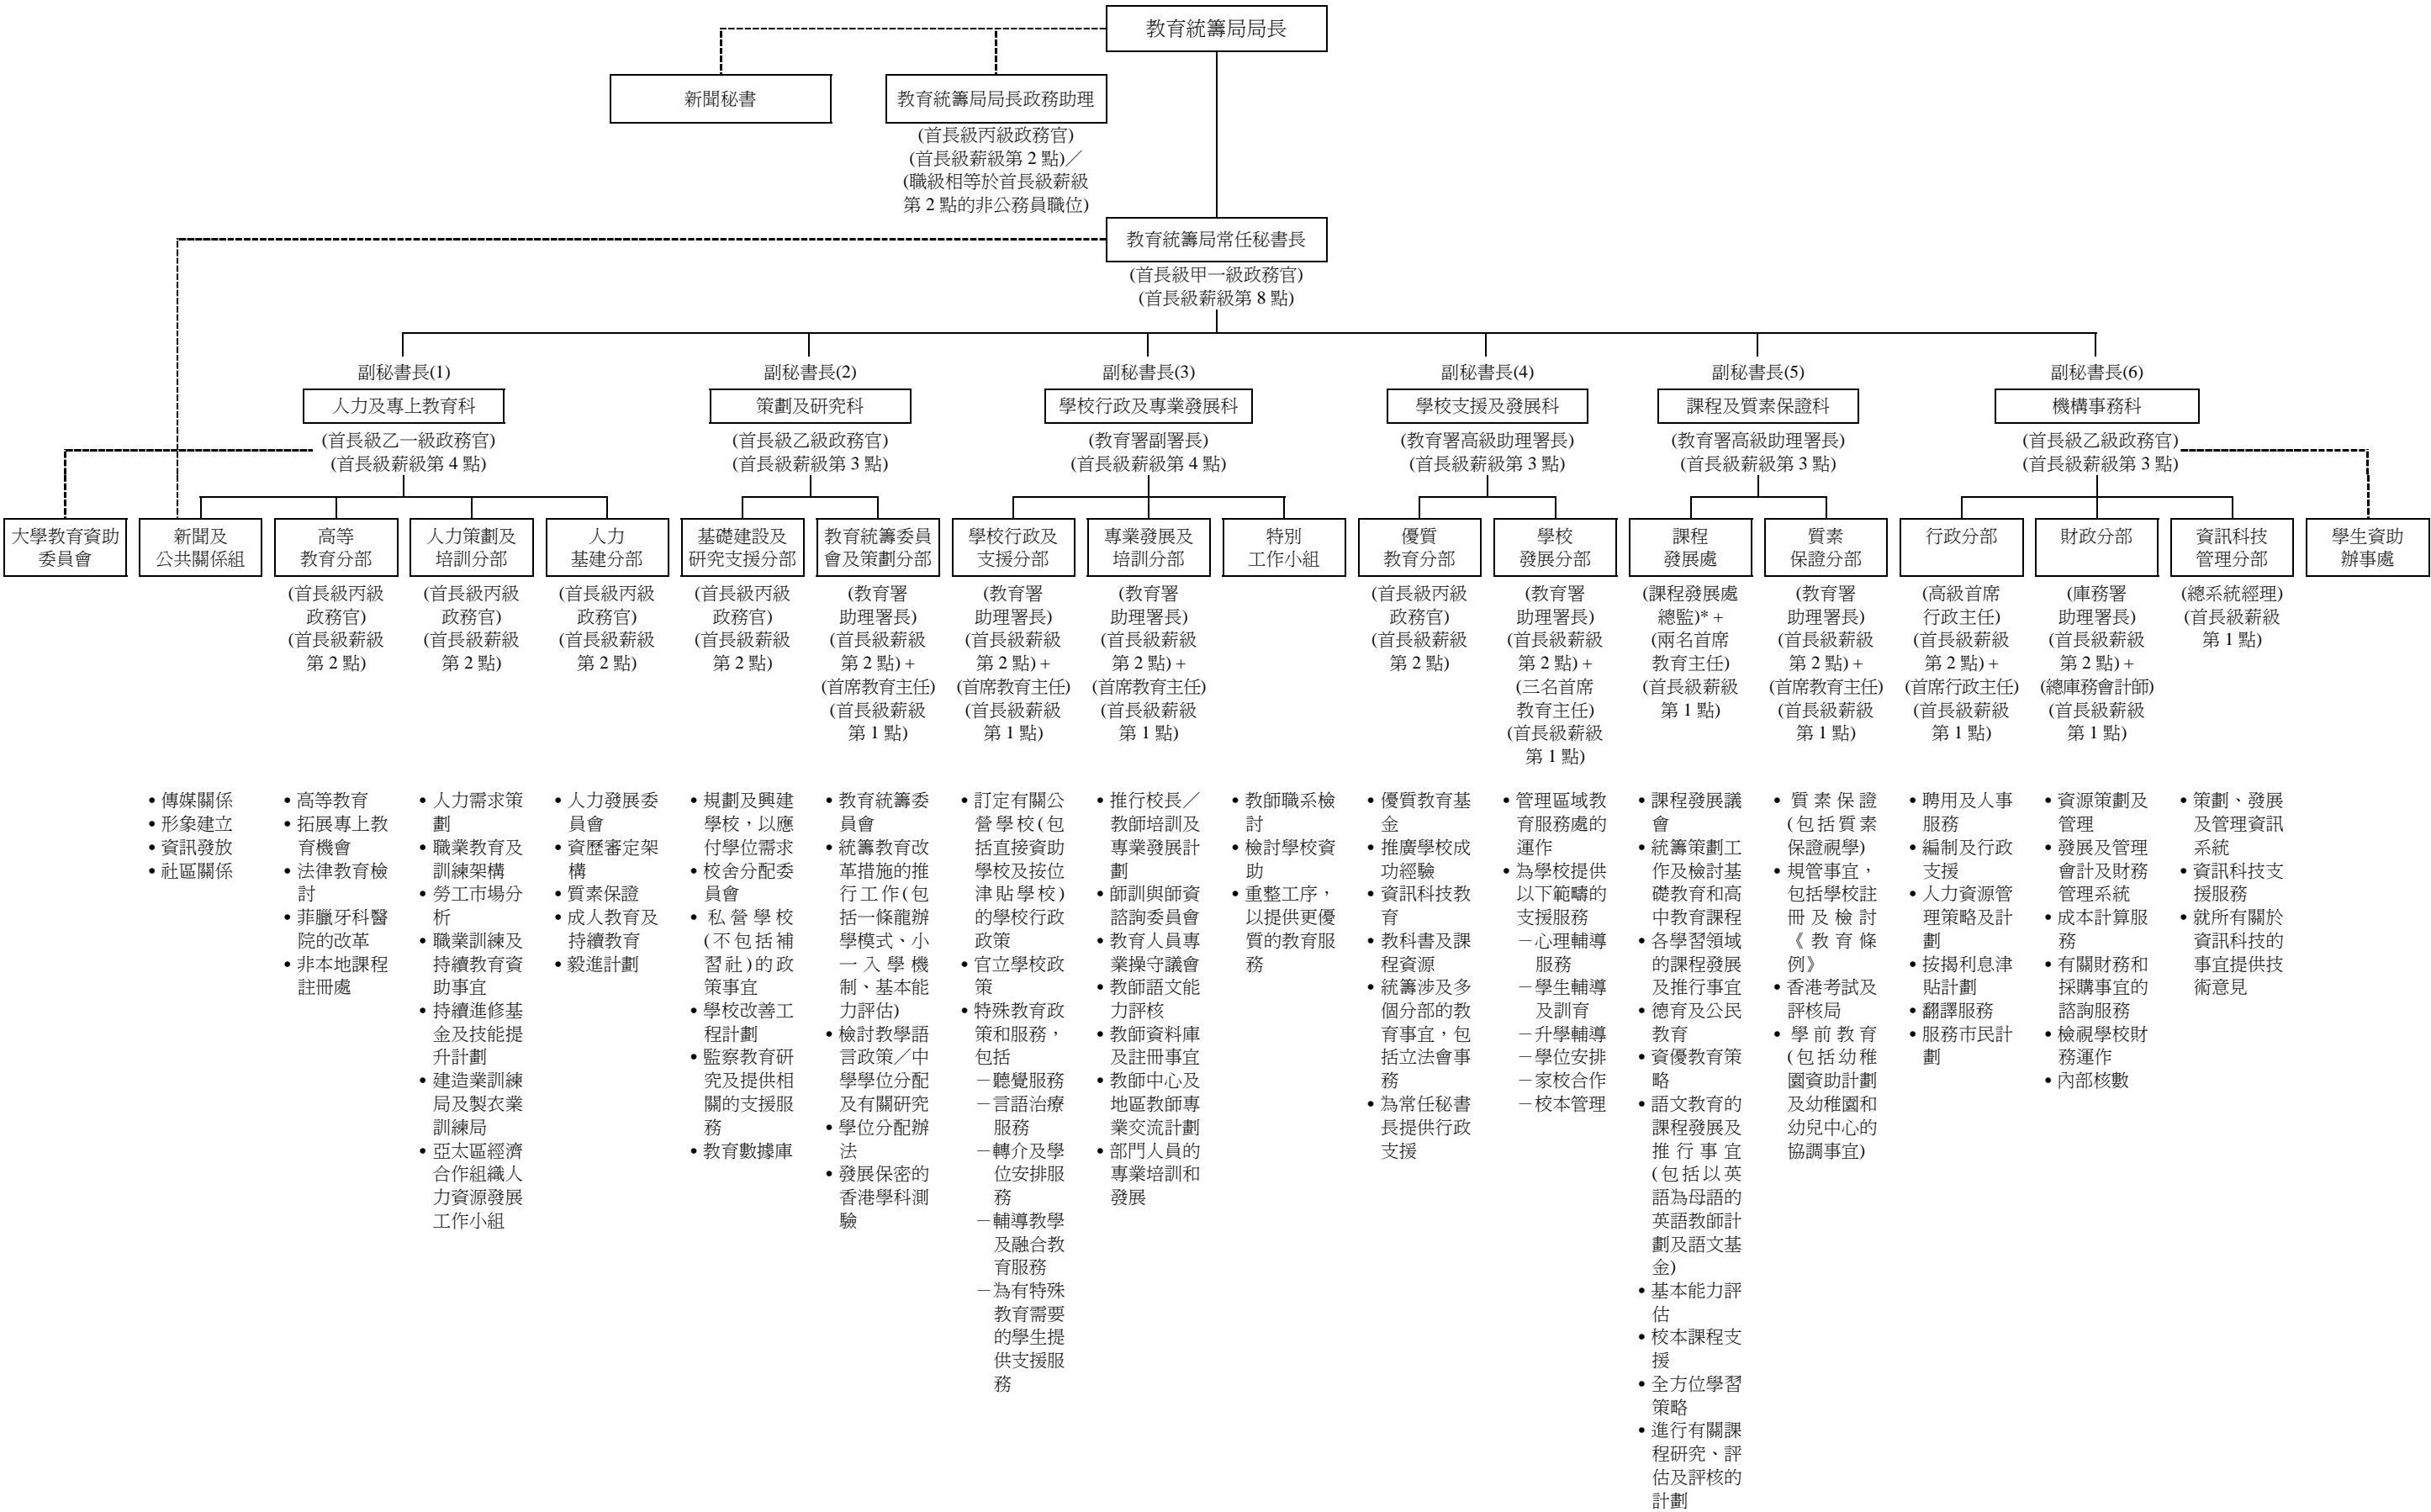 教育統籌局局長
新聞秘書
教育統籌局局長政務助理
(首長級丙級政務官)
(首長級薪級第 2 點)／
(職級相等於首長級薪級
第 2 點的非公務員職位)
教育統籌局常任秘書長
(首長級甲一級政務官)
(首長級薪級第 8 點)
副秘書長(1)
人力及專上教育科
(首長級乙一級政務官)
(首長級薪級第 4 點)
副秘書長(2)
策劃及研究科
(首長級乙級政務官)
(首長級薪級第 3 點)
副秘書長(3)
學校行政及專業發展科
(教育署副署長)
(首長級薪級第 4 點)
副秘書長(4)
學校支援及發展科
(教育署高級助理署長)
(首長級薪級第 3 點)
副秘書長(5)
課程及質素保證科
(教育署高級助理署長)
(首長級薪級第 3 點)
副秘書長(6)
機構事務科
(首長級乙級政務官)
(首長級薪級第 3 點)
大學教育資助
委員會
新聞及
公共關係組
• 傳媒關係
• 形象建立
• 資訊發放
• 社區關係
高等
教育分部
(首長級丙級
政務官)
(首長級薪級
第 2 點)
• 高等教育
• 拓展專上教
育機會
• 法律教育檢
討
• 菲臘牙科醫
院的改革
• 非本地課程
註冊處
人力策劃及
培訓分部
(首長級丙級
政務官)
(首長級薪級
第 2 點)
• 人力需求策
劃
• 職業教育及
訓練架構
• 勞工市場分
析
• 職業訓練及
持續教育資
助事宜
• 持續進修基
金及技能提
升計劃
• 建造業訓練
局及製衣業
訓練局
• 亞太區經濟
合作組織人
力資源發展
工作小組
人力
基建分部
(首長級丙級
政務官)
(首長級薪級
第 2 點)
• 人力發展委
員會
• 資歷審定架
構
• 質素保證
• 成人教育及
持續教育
• 毅進計劃
基礎建設及
研究支援分部
(首長級丙級
政務官)
(首長級薪級
第 2 點)
• 規劃及興建
學校，以應
付學位需求
• 校舍分配委
員會
• 私營學校
(不包括補
習社)的政
策事宜
• 學校改善工
程計劃
• 監察教育研
究及提供相
關的支援服
務
• 教育數據庫
教育統籌委員
會及策劃分部
(教育署
助理署長)
(首長級薪級
第 2 點) +
(首席教育主任)
(首長級薪級
第 1 點)
• 教育統籌委
員會
• 統籌教育改
革措施的推
行工作(包
括一條龍辦
學模式、小
一入學機
制、基本能
力評估)
• 檢討教學語
言政策／中
學學位分配
及有關研究
• 學位分配辦
法
• 發展保密的
香港學科測
驗
學校行政及
支援分部
(教育署
助理署長)
(首長級薪級
第 2 點) +
(首席教育主任)
(首長級薪級
第 1 點)
• 訂定有關公
營學校(包
括直接資助
學校及按位
津貼學校)
的學校行政
政策
• 官立學校政
策
• 特殊教育政
策和服務，
包括
－聽覺服務
－言語治療
服務
－轉介及學
位安排服
務
－輔導教學
及融合教
育服務
－為有特殊
教育需要
的學生提
供支援服
務
專業發展及
培訓分部
(教育署
助理署長)
(首長級薪級
第 2 點) +
(首席教育主任)
(首長級薪級
第 1 點)
• 推行校長／
教師培訓及
專業發展計
劃
• 師訓與師資
諮詢委員會
• 教育人員專
業操守議會
• 教師語文能
力評核
• 教師資料庫
及註冊事宜
• 教師中心及
地區教師專
業交流計劃
• 部門人員的
專業培訓和
發展
特別
工作小組
• 教師職系檢
討
• 檢討學校資
助
• 重整工序，
以提供更優
質的教育服
務
優質
教育分部
(首長級丙級
政務官)
(首長級薪級
第 2 點)
• 優質教育基
金
• 推廣學校成
功經驗
• 資訊科技教
育
• 教科書及課
程資源
• 統籌涉及多
個分部的教
育事宜，包
括立法會事
務
• 為常任秘書
長提供行政
支援
學校
發展分部
(教育署
助理署長)
(首長級薪級
第 2 點) +
(三名首席
教育主任)
(首長級薪級
第 1 點)
• 管理區域教
育服務處的
運作
• 為學校提供
以下範疇的
支援服務
－心理輔導
服務
－學生輔導
及訓育
－升學輔導
－學位安排
－家校合作
－校本管理
課程
發展處
(課程發展處
總監)* +
(兩名首席
教育主任)
(首長級薪級
第 1 點)
• 課程發展議
會
• 統籌策劃工
作及檢討基
礎教育和高
中教育課程
• 各學習領域
的課程發展
及推行事宜
• 德育及公民
教育
• 資優教育策
略
• 語文教育的
課程發展及
推行事宜
(包括以英
語為母語的
英語教師計
劃及語文基
金)
• 基本能力評
估
• 校本課程支
援
• 全方位學習
策略
• 進行有關課
程研究、評
估及評核的
計劃
質素
保證分部
(教育署
助理署長)
(首長級薪級
第 2 點) +
(首席教育主任)
(首長級薪級
第 1 點)
• 質素保證
(包括質素
保證視學)
• 規管事宜，
包括學校註
冊及檢討
《教育條
例》
• 香港考試及
評核局
• 學前教育
(包括幼稚
園資助計劃
及幼稚園和
幼兒中心的
協調事宜)
行政分部
(高級首席
行政主任)
(首長級薪級
第 2 點) +
(首席行政主任)
(首長級薪級
第 1 點)
• 聘用及人事
服務
• 編制及行政
支援
• 人力資源管
理策略及計
劃
• 按揭利息津
貼計劃
• 翻譯服務
• 服務市民計
劃
財政分部
(庫務署
助理署長)
(首長級薪級
第 2 點) +
(總庫務會計師)
(首長級薪級
第 1 點)
• 資源策劃及
管理
• 發展及管理
會計及財務
管理系統
• 成本計算服
務
• 有關財務和
採購事宜的
諮詢服務
• 檢視學校財
務運作
• 內部核數
資訊科技
管理分部
(總系統經理)
(首長級薪級
第 1 點)
• 策劃、發展
及管理資訊
系統
• 資訊科技支
援服務
• 就所有關於
資訊科技的
事宜提供技
術意見
學生資助
辦事處